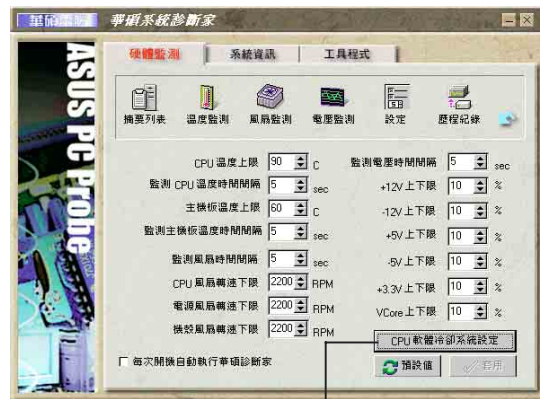 華碩系統診斷家
ASUS PC Probe
硬體監測
系統資訊
工具程式
摘要列表
溫度監測
風扇監測
電壓監測
設定
歷程紀錄
CPU 溫度上限 90 C
監測 CPU 溫度時間間隔 5 sec
主機板溫度上限 60 C
監測主機板溫度時間間隔 5 sec
監測風扇時間間隔 5 sec
CPU 風扇轉速下限 2200 RPM
電源風扇轉速下限 2200 RPM
機殼風扇轉速下限 2200 RPM
監測電壓時間間隔 5 sec
+12V 上下限 10 %
-12V 上下限 10 %
+5V 上下限 10 %
-5V 上下限 10 %
+3.3V 上下限 10 %
VCore 上下限 10 %
CPU 軟體冷卻系統設定
每次開機自動執行華碩診斷家
預設值
套用